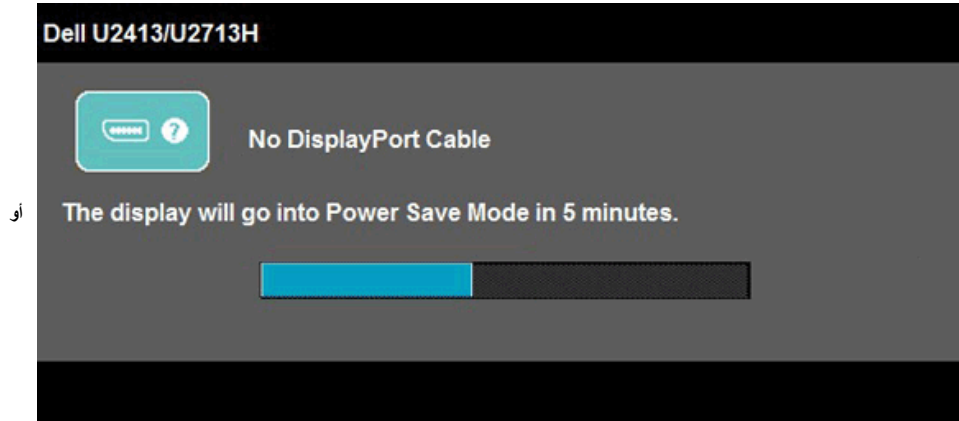 Dell U2413/U2713H
? No DisplayPort Cable
أو
The display will go into Power Save Mode in 5 minutes.